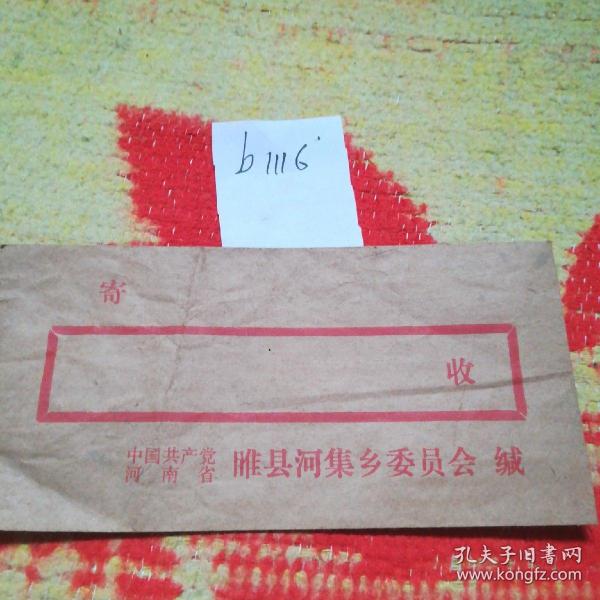 b1116
寄
收
中国共产党
河南省
睢县河集乡委员会 缄
孔夫子旧书网
www.kongfz.com